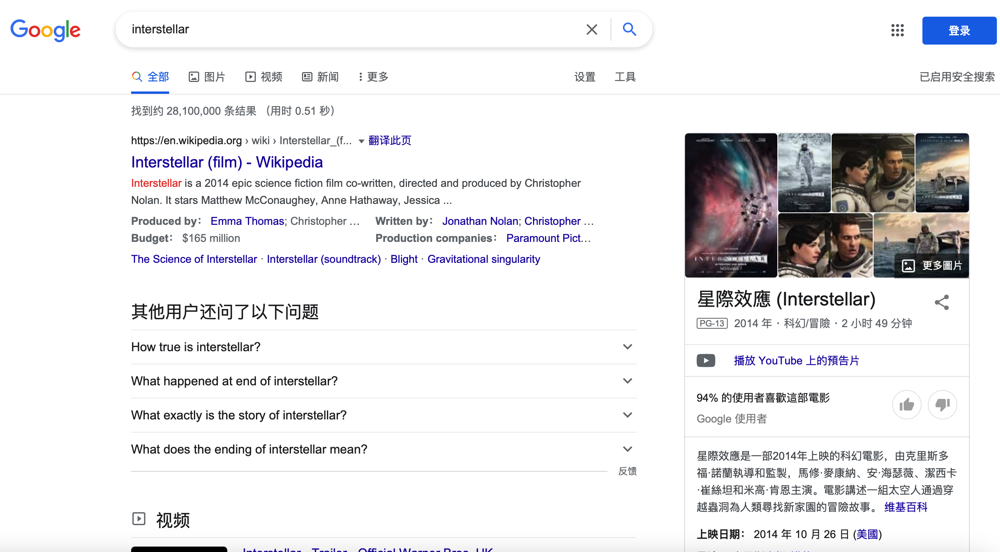 Google
interstellar
登录
全部 图片 视频 新闻 更多 设置 工具 已启用安全搜索
找到约 28,100,000 条结果 （用时 0.51 秒）
https://en.wikipedia.org › wiki › Interstellar_(f... 翻译此页
Interstellar (film) - Wikipedia
Interstellar is a 2014 epic science fiction film co-written, directed and produced by Christopher
Nolan. It stars Matthew McConaughey, Anne Hathaway, Jessica ...
Produced by： Emma Thomas; Christopher ... Written by： Jonathan Nolan; Christopher ...
Budget： $165 million Production companies： Paramount Pict...
The Science of Interstellar · Interstellar (soundtrack) · Blight · Gravitational singularity
其他用户还问了以下问题
How true is interstellar?
What happened at end of interstellar?
What exactly is the story of interstellar?
What does the ending of interstellar mean?
反馈
视频
Interstellar - Trailer - Official Warner Bros. UK
INTERSTELLAR
NOVEMBER 7
更多圖片
星際效應 (Interstellar)
PG-13 2014 年 · 科幻/冒險 · 2 小时 49 分钟
播放 YouTube 上的預告片
94% 的使用者喜歡這部電影
Google 使用者
星際效應是一部2014年上映的科幻電影，由克里斯多
福·諾蘭執導和監製，馬修·麥康納、安·海瑟薇、潔西卡
·崔絲坦和米高·肯恩主演。電影講述一組太空人通過穿
越蟲洞為人類尋找新家園的冒險故事。 维基百科
上映日期： 2014 年 10 月 26 日 (美國)